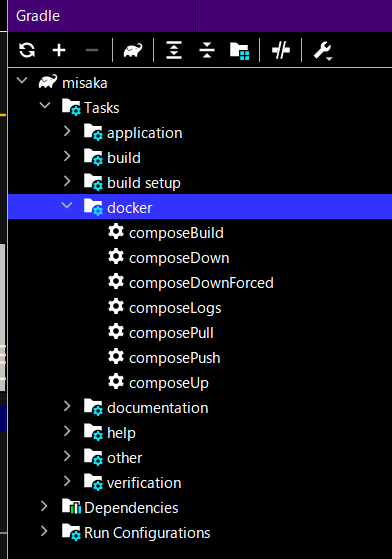 Gradle
misaka
Tasks
application
build
build setup
docker
composeBuild
composeDown
composeDownForced
composeLogs
composePull
composePush
composeUp
documentation
help
other
verification
Dependencies
Run Configurations